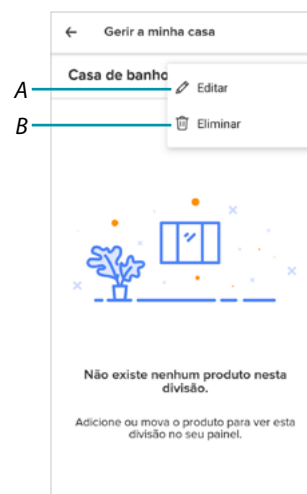 ← Gerir a minha casa
Casa de banho
A
Editar
B
Eliminar
Não existe nenhum produto nesta
divisão.
Adicione ou mova o produto para ver esta
divisão no seu painel.